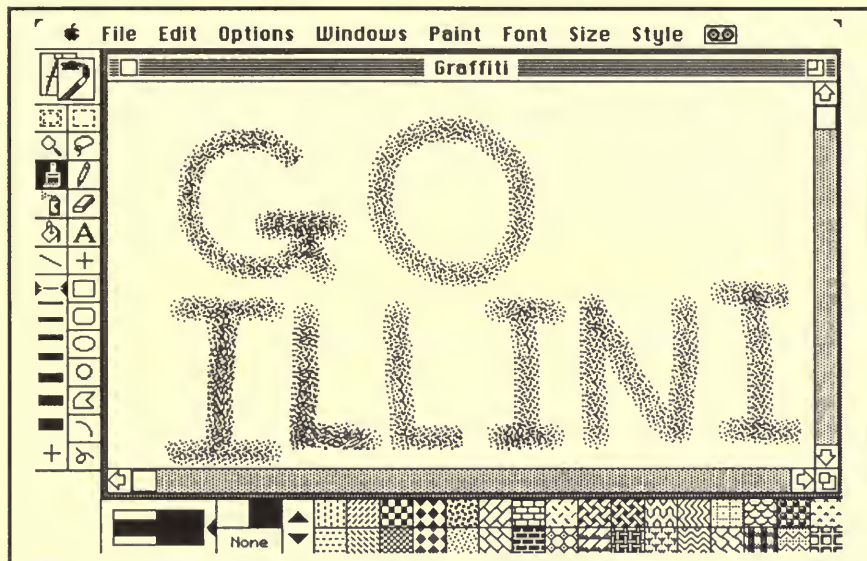 File Edit Options Windows Paint Font Size Style
Graffiti
A
GO
ILLINI
None